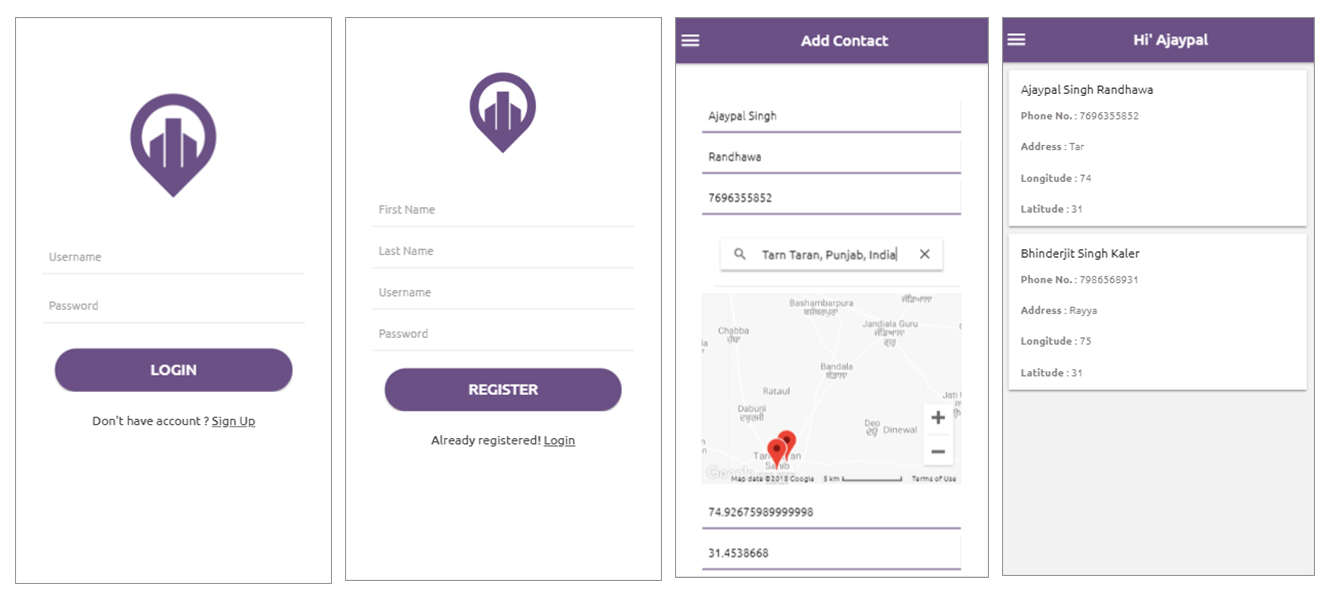 Username
Password
LOGIN
Don't have account ? Sign Up
First Name
Last Name
Username
Password
REGISTER
Already registered! Login
Add Contact
Ajaypal Singh
Randhawa
7696355852
Tarn Taran, Punjab, India
Bashambarpura
Chabba
Jandiala Guru
Bandala
Rataul
Jati
Daburji
Deo
Dinewal
Sahib
Map data ©2018 Google 5 km Terms of Use
74.92675989999998
31.4538668
Hi' Ajaypal
Ajaypal Singh Randhawa
Phone No. : 7696355852
Address : Tar
Longitude : 74
Latitude : 31
Bhinderjit Singh Kaler
Phone No. : 7986568931
Address : Rayya
Longitude : 75
Latitude : 31